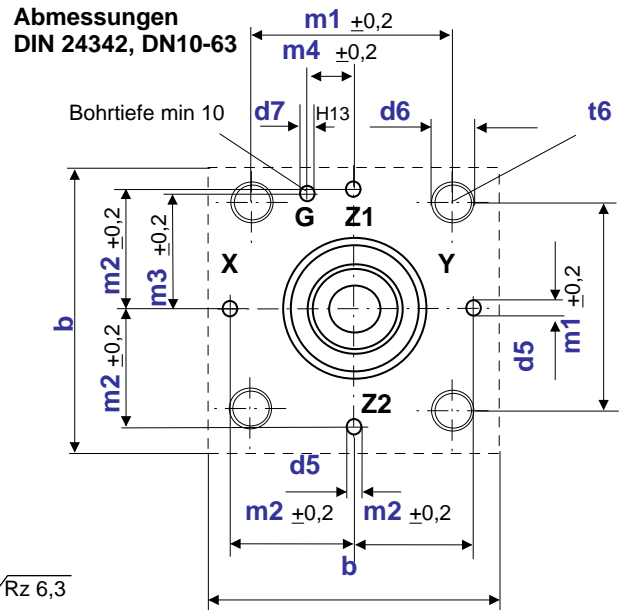 Abmessungen
DIN 24342, DN10-63
m1 ±0,2
m4 ±0,2
Bohrtiefe min 10
d7 H13
d6
t6
G
Z1
X
Y
m2 ±0,2
m3 ±0,2
b
m2 ±0,2
d5
m1 ±0,2
Z2
d5
m2 ±0,2
m2 ±0,2
b
Rz 6,3